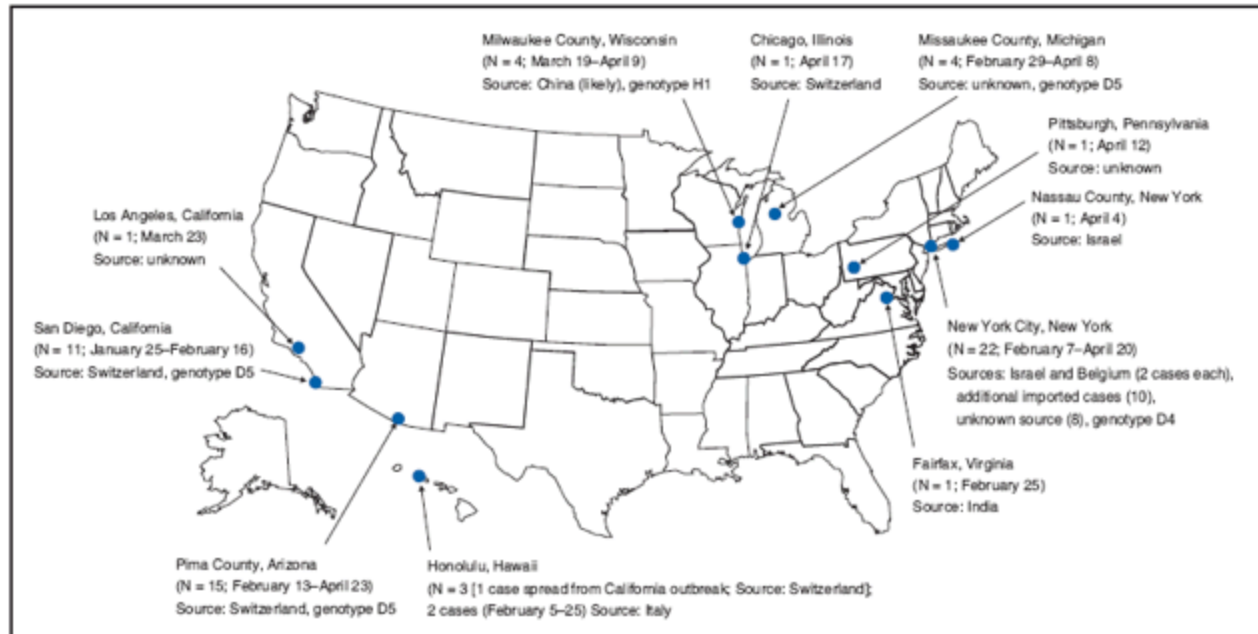 Milwaukee County, Wisconsin
(N = 4; March 19–April 9)
Source: China (likely), genotype H1
Chicago, Illinois
(N = 1; April 17)
Source: Switzerland
Missaukee County, Michigan
(N = 4; February 29–April 8)
Source: unknown, genotype D5
Pittsburgh, Pennsylvania
(N = 1; April 12)
Source: unknown
Nassau County, New York
(N = 1; April 4)
Source: Israel
Los Angeles, California
(N = 1; March 23)
Source: unknown
San Diego, California
(N = 11; January 25–February 16)
Source: Switzerland, genotype D5
New York City, New York
(N = 22; February 7–April 20)
Sources: Israel and Belgium (2 cases each),
additional imported cases (10),
unknown source (8), genotype D4
Fairfax, Virginia
(N = 1; February 25)
Source: India
Pima County, Arizona
(N = 15; February 13–April 23)
Source: Switzerland, genotype D5
Honolulu, Hawaii
(N = 3 [1 case spread from California outbreak; Source: Switzerland];
2 cases (February 5–25) Source: Italy